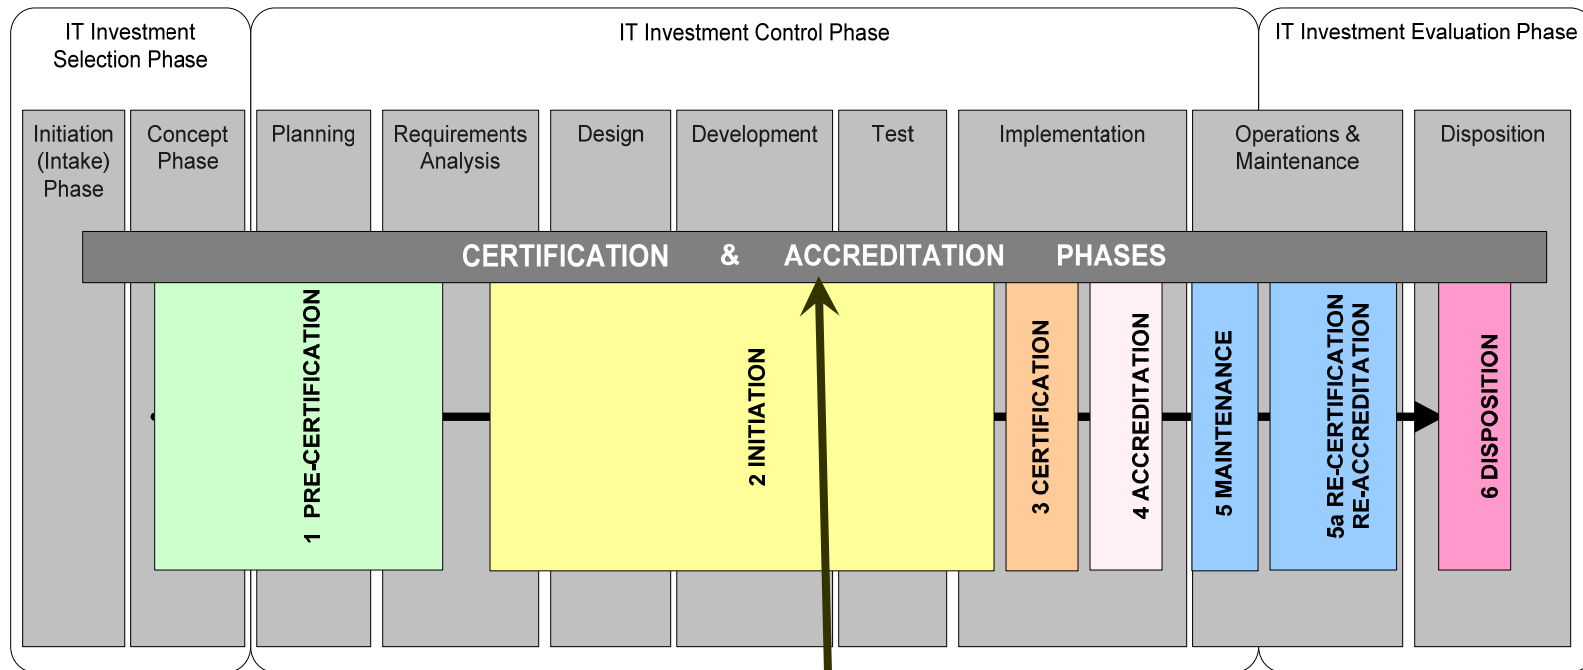 IT Investment
Selection Phase
IT Investment Control Phase
IT Investment Evaluation Phase
Initiation
(Intake)
Phase
Concept
Phase
Planning
Requirements
Analysis
Design
Development
Test
Implementation
Operations &
Maintenance
Disposition
CERTIFICATION & ACCREDITATION PHASES
1 PRE-CERTIFICATION
2 INITIATION
3 CERTIFICATION
4 ACCREDITATION
5 MAINTENANCE
5a RE-CERTIFICATION
RE-ACCREDITATION
6 DISPOSITION